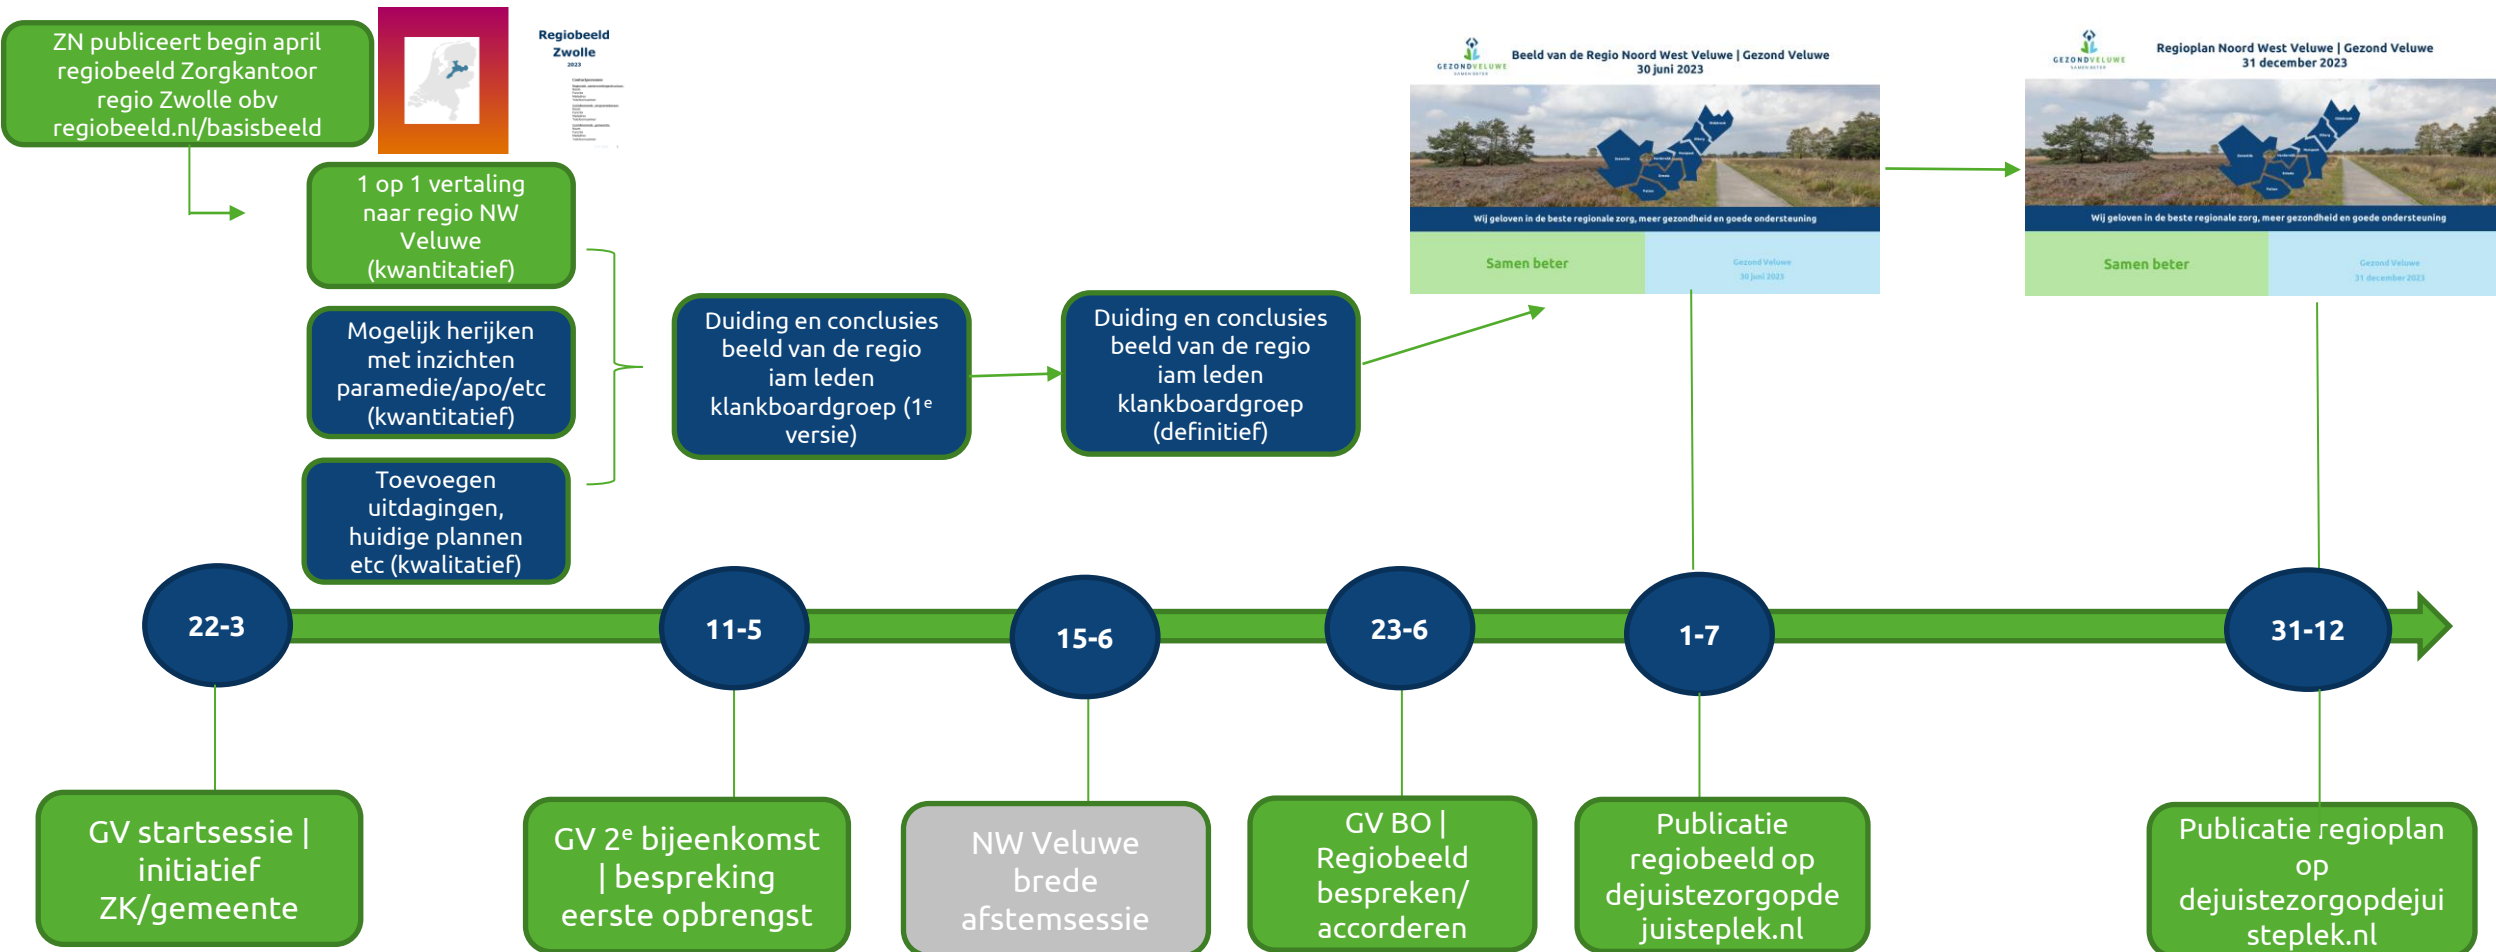 ZN publiceert begin april
regiobeeld Zorgkantoor
regio Zwolle obv
regiobeeld.nl/basisbeeld
Regiobeeld
Zwolle
2023
1 op 1 vertaling
naar regio NW
Veluwe
(kwantitatief)
Mogelijk herijken
met inzichten
paramedie/apo/etc
(kwantitatief)
Toevoegen
uitdagingen,
huidige plannen
etc (kwalitatief)
Duiding en conclusies
beeld van de regio
iam leden
klankboardgroep (1e
versie)
Duiding en conclusies
beeld van de regio
iam leden
klankboardgroep
(definitief)
GEZONDVELUWE
SAMEN BETER
Beeld van de Regio Noord West Veluwe | Gezond Veluwe
30 juni 2023
Wij geloven in de beste regionale zorg, meer gezondheid en goede ondersteuning
Samen beter
Gezond Veluwe
30 juni 2023
GEZONDVELUWE
SAMEN BETER
Regioplan Noord West Veluwe | Gezond Veluwe
31 december 2023
Wij geloven in de beste regionale zorg, meer gezondheid en goede ondersteuning
Samen beter
Gezond Veluwe
31 december 2023
22-3
11-5
15-6
23-6
1-7
31-12
GV startsessie |
initiatief
ZK/gemeente
GV 2e bijeenkomst
| bespreking
eerste opbrengst
NW Veluwe
brede
afstemsessie
GV BO |
Regiobeeld
bespreken/
accorderen
Publicatie
regiobeeld op
dejuistezorgopde
juisteplek.nl
Publicatie regioplan
op
dejuistezorgopdejui
steplek.nl